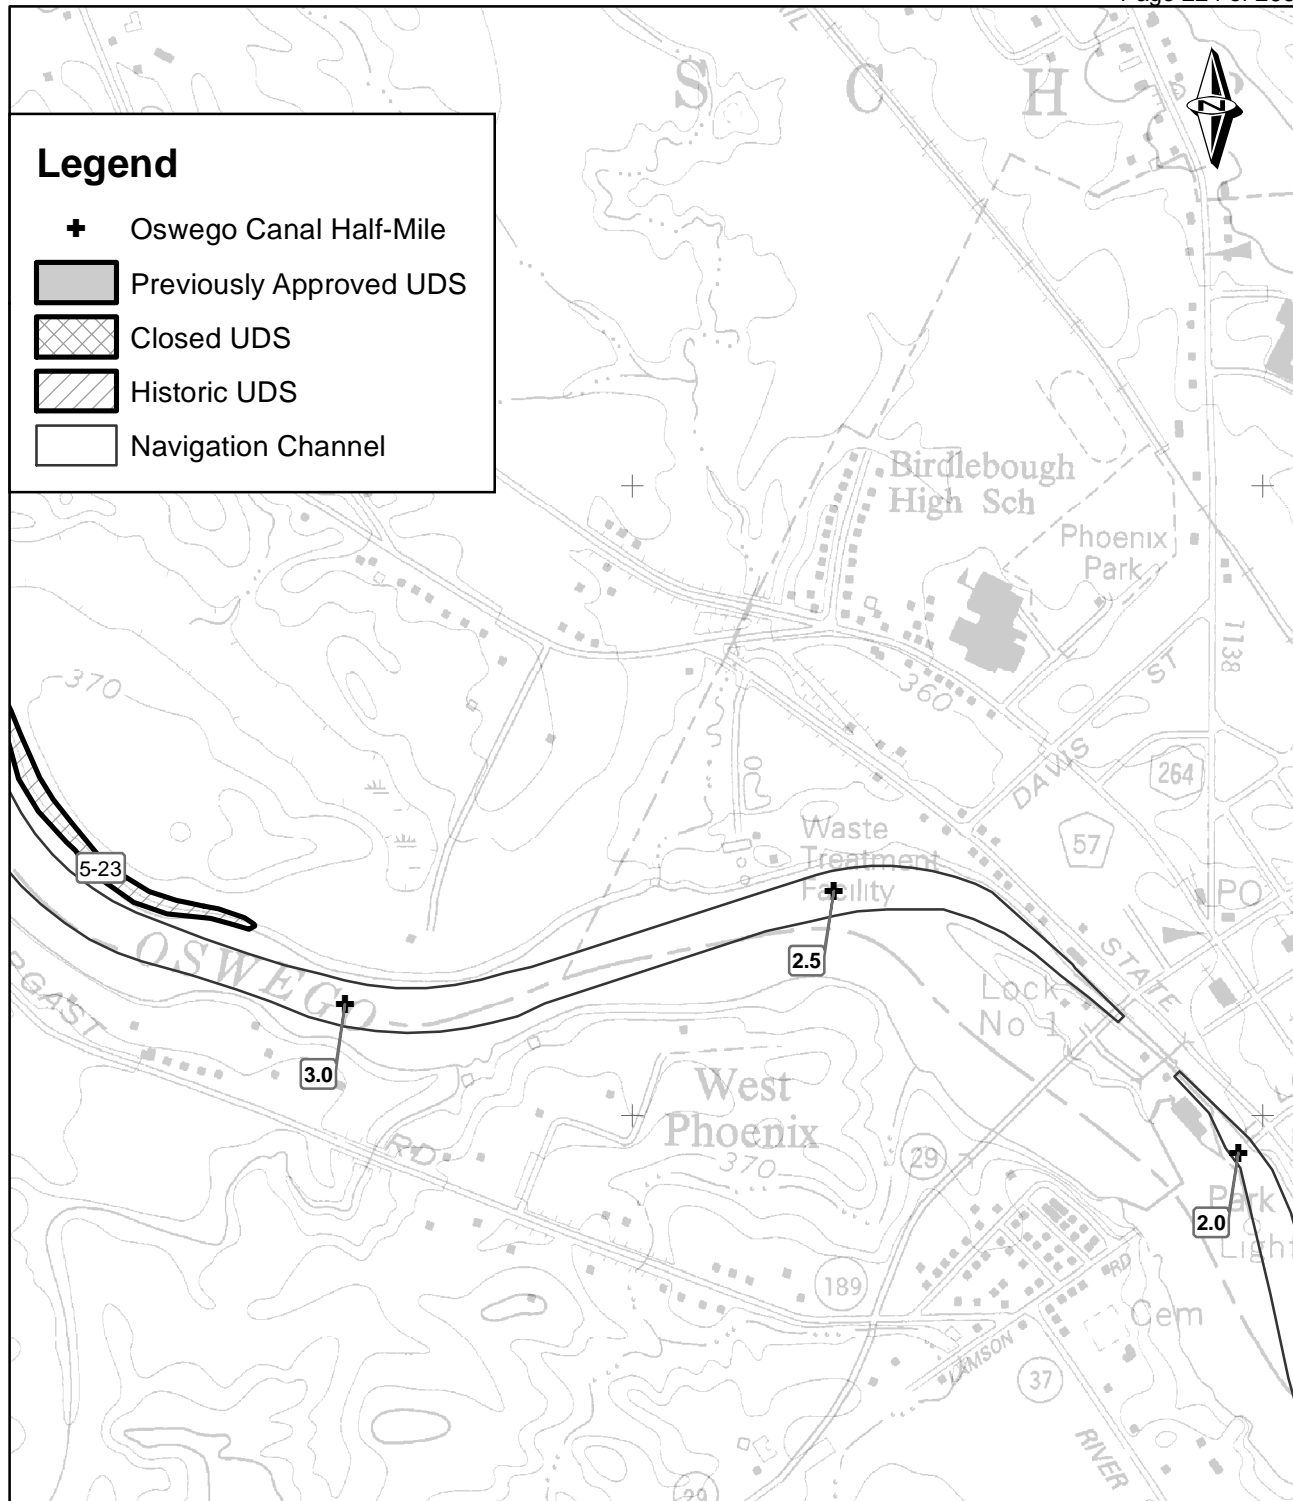 S C H
N
Legend
Oswego Canal Half-Mile
Previously Approved UDS
Closed UDS
Historic UDS
Navigation Channel
Birdlebough
High Sch
Phoenix
Park
1138
370
360
ST
DAVIS
264
57
Waste
Treatment
Facility
PO
5-23
OSWEGO
2.5
STATE
Lock
No 1
3.0
West
Phoenix
370
RD
29
Park
Light
2.0
189
RD
Cem
LAMSON
37
RIVER
29